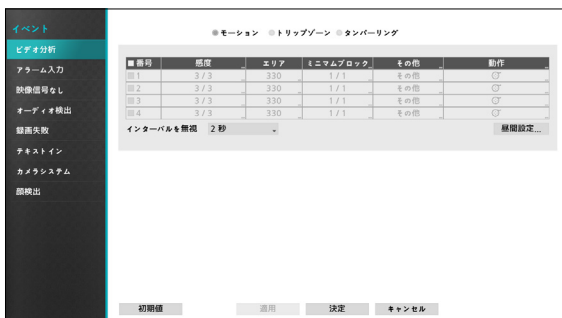 イベント
ビデオ分析
アラーム入力
映像信号なし
オーディオ検出
録画失敗
テキストイン
カメラシステム
顔検出
モーション トリップゾーン タンパーリング
番号 感度 エリア ミニマムブロック その他 動作
1 3 / 3 330 1 / 1 その他
2 3 / 3 330 1 / 1 その他
3 3 / 3 330 1 / 1 その他
4 3 / 3 330 1 / 1 その他
インターバルを無視 2 秒 昼間設定...
初期値 適用 決定 キャンセル